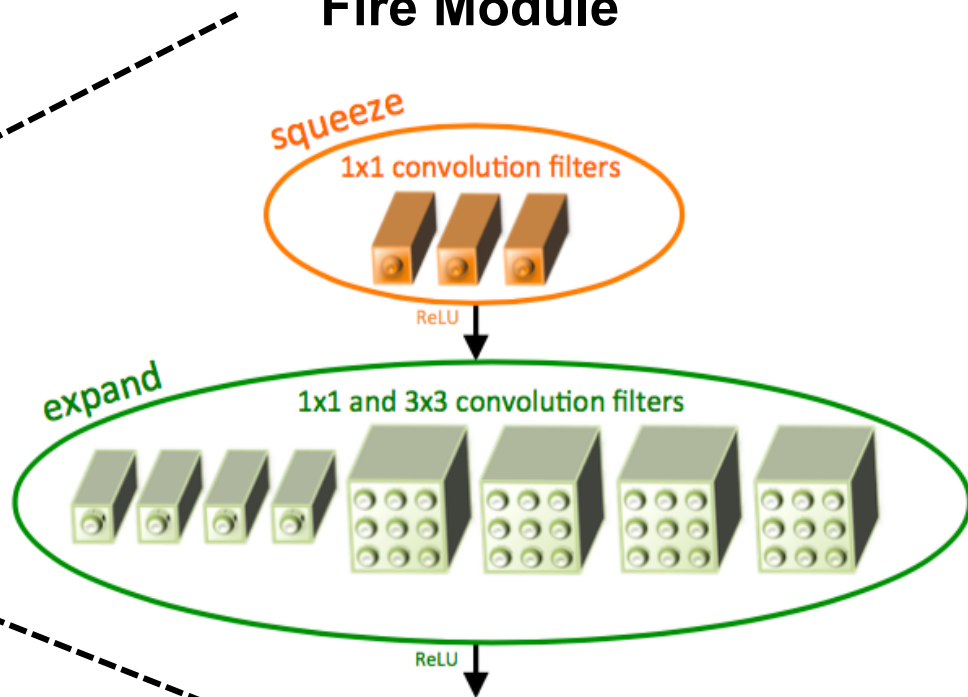 Fire Module
squeeze
1x1 convolution filters
ReLU
expand
1x1 and 3x3 convolution filters
ReLU